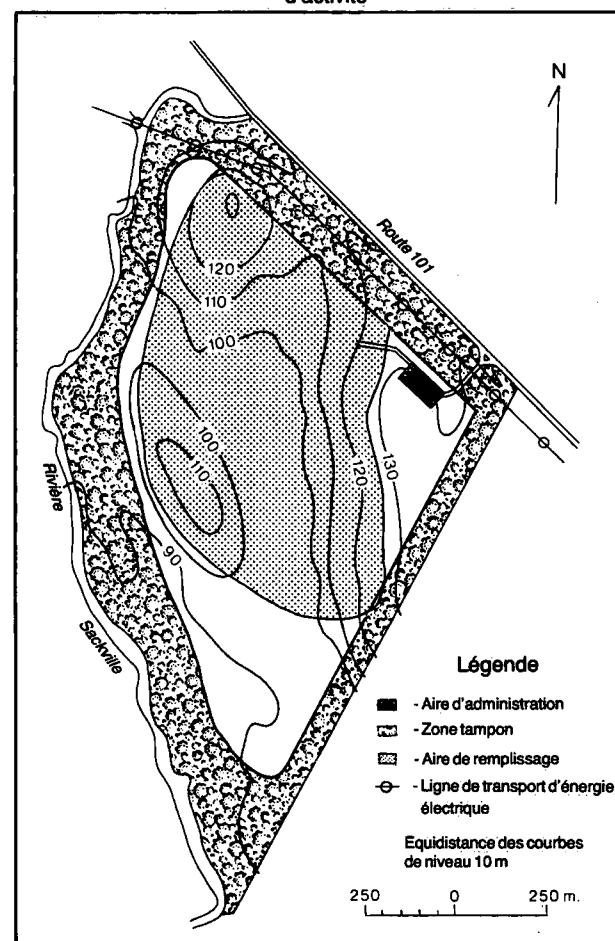 d'activité
N
Route 101
120
110
100
100
110
120
130
90
Rivière
Sackville
Légende
- Aire d'administration
- Zone tampon
- Aire de remplissage
- Ligne de transport d'énergie
électrique
Equidistance des courbes
de niveau 10 m
250 0 250 m.